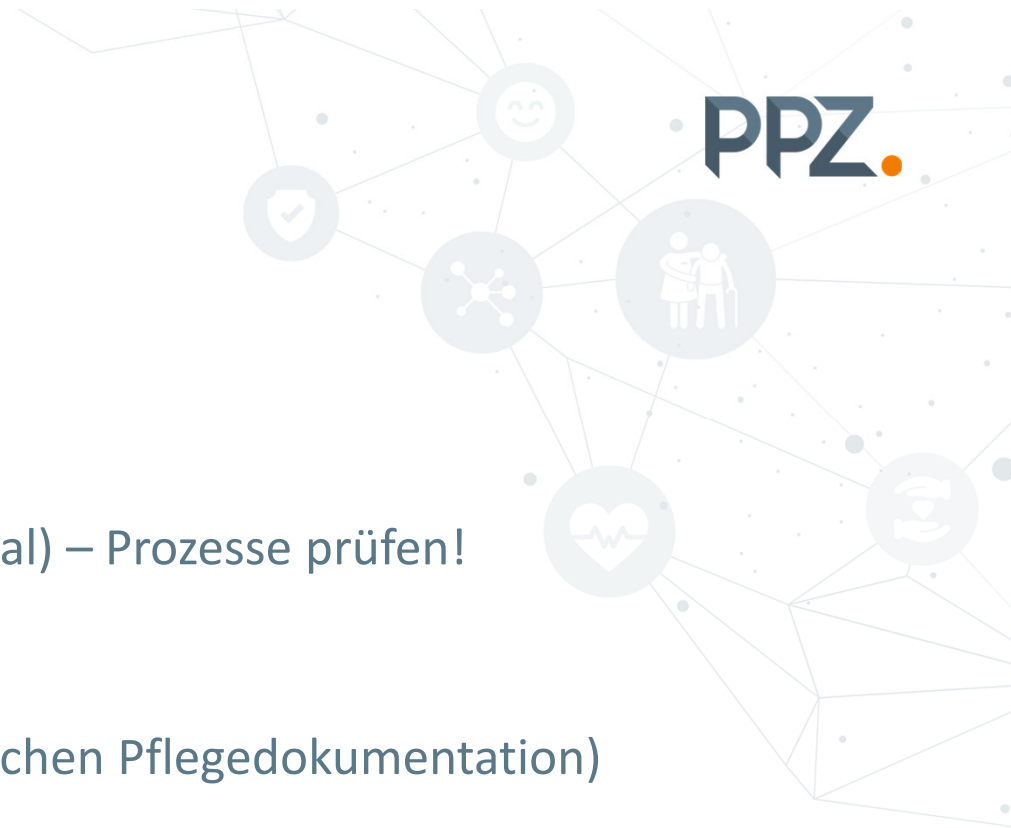 PPZ.
al) – Prozesse prüfen!
chen Pflegedokumentation)